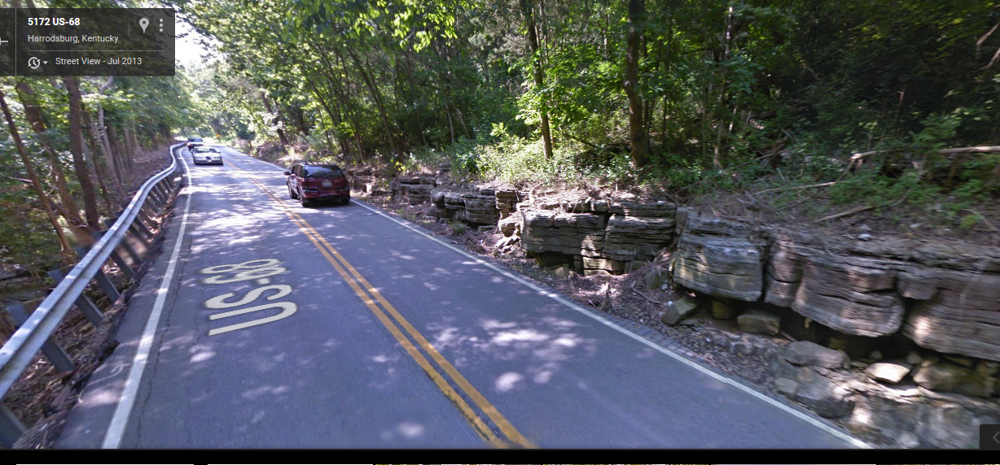 5172 US-68
Harrodsburg, Kentucky
Street View - Jul 2013
US-68